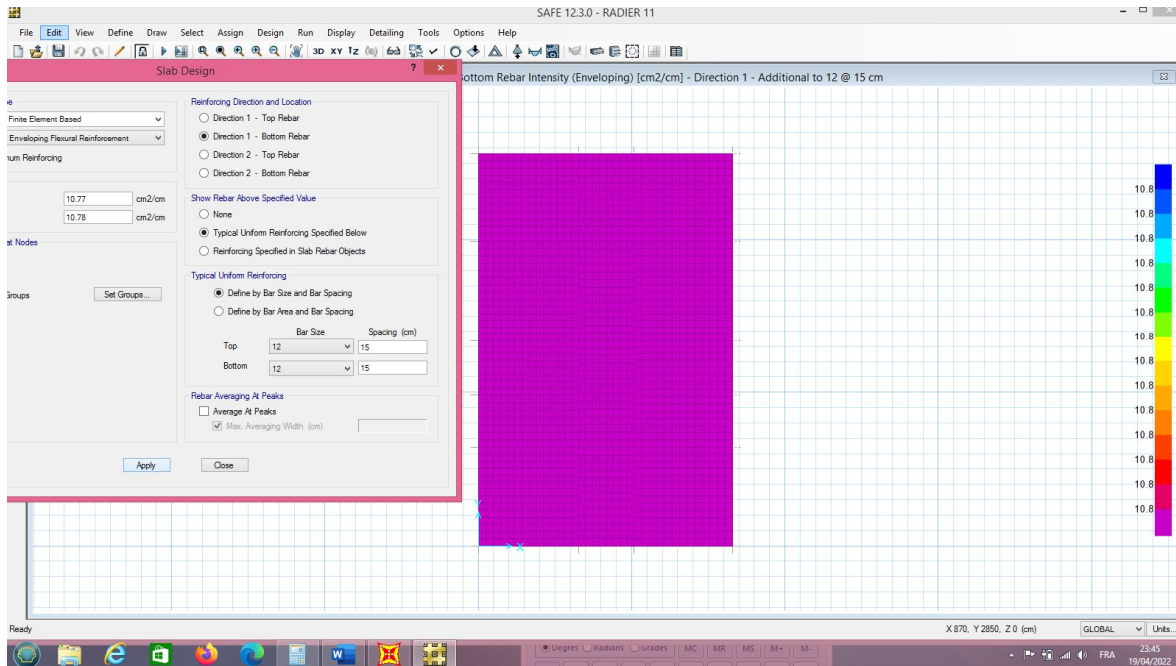 SAFE 12.3.0 - RADIER 11
File Edit View Define Draw Select Assign Design Run Display Detailing Tools Options Help
3D XY
Slab Design
? ×
ottom Rebar Intensity (Enveloping) [cm2/cm] - Direction 1 - Additional to 12 @ 15 cm
Finite Element Based
Enveloping Flexural Reinforcement
num Reinforcing
10.77 cm2/cm
10.78 cm2/cm
at Nodes
Groups
Set Groups...
Reinforcing Direction and Location
Direction 1 - Top Rebar
Direction 1 - Bottom Rebar
Direction 2 - Top Rebar
Direction 2 - Bottom Rebar
Show Rebar Above Specified Value
None
Typical Uniform Reinforcing Specified Below
Reinforcing Specified in Slab Rebar Objects
Typical Uniform Reinforcing
Define by Bar Size and Bar Spacing
Define by Bar Area and Bar Spacing
Bar Size Spacing (cm)
Top 12 15
Bottom 12 15
Rebar Averaging At Peaks
Average At Peaks
Max. Averaging Width (cm)
Apply Close
10.8
10.8
10.8
10.8
10.8
10.8
10.8
10.8
10.8
10.8
10.8
10.8
10.8
10.8
Y
X
Ready
X 870, Y 2850, Z 0 (cm)
GLOBAL
Units...
Degrés Radians Grades MC MR MS M+ M-
FRA
23:45
19/04/2022